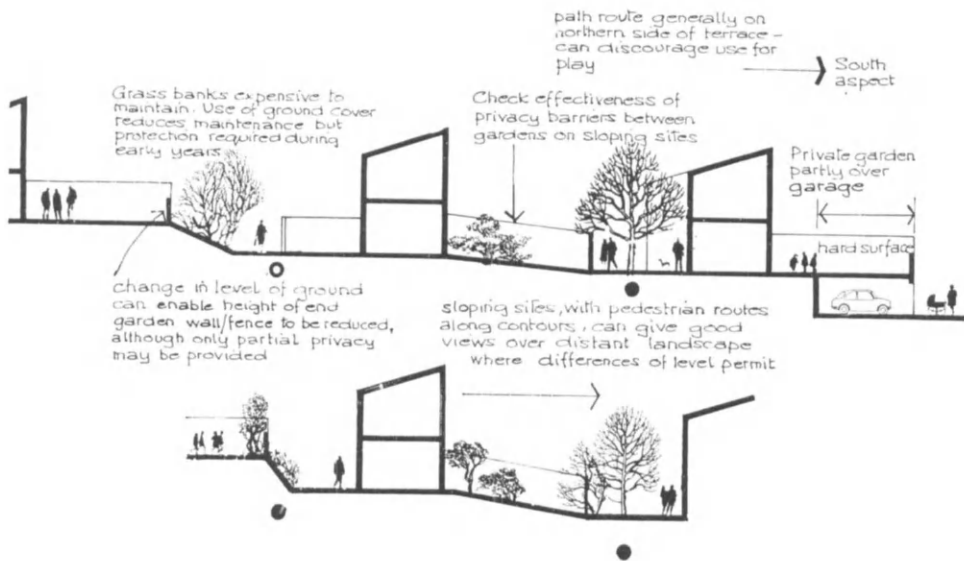 path route generally on
northern side of terrace –
can discourage use for
play
South
aspect
Grass banks expensive to
maintain. Use of ground cover
reduces maintenance but
protection required during
early years
Check effectiveness of
privacy barriers between
gardens on sloping sites
Private garden
partly over
garage
hard surface
change in level of ground
can enable height of end
garden wall/fence to be reduced,
although only partial privacy
may be provided
sloping sites, with pedestrian routes
along contours, can give good
views over distant landscape
where differences of level permit